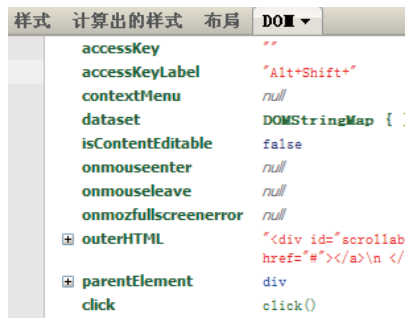 样式 计算出的样式 布局 DOM
accessKey ""
accessKeyLabel "Alt+Shift+"
contextMenu null
dataset DOMStringMap { }
isContentEditable false
onmouseenter null
onmouseleave null
onmozfullscreenerror null
outerHTML "<div id="scrollab
href="#"></a>\n </
parentElement div
click click()